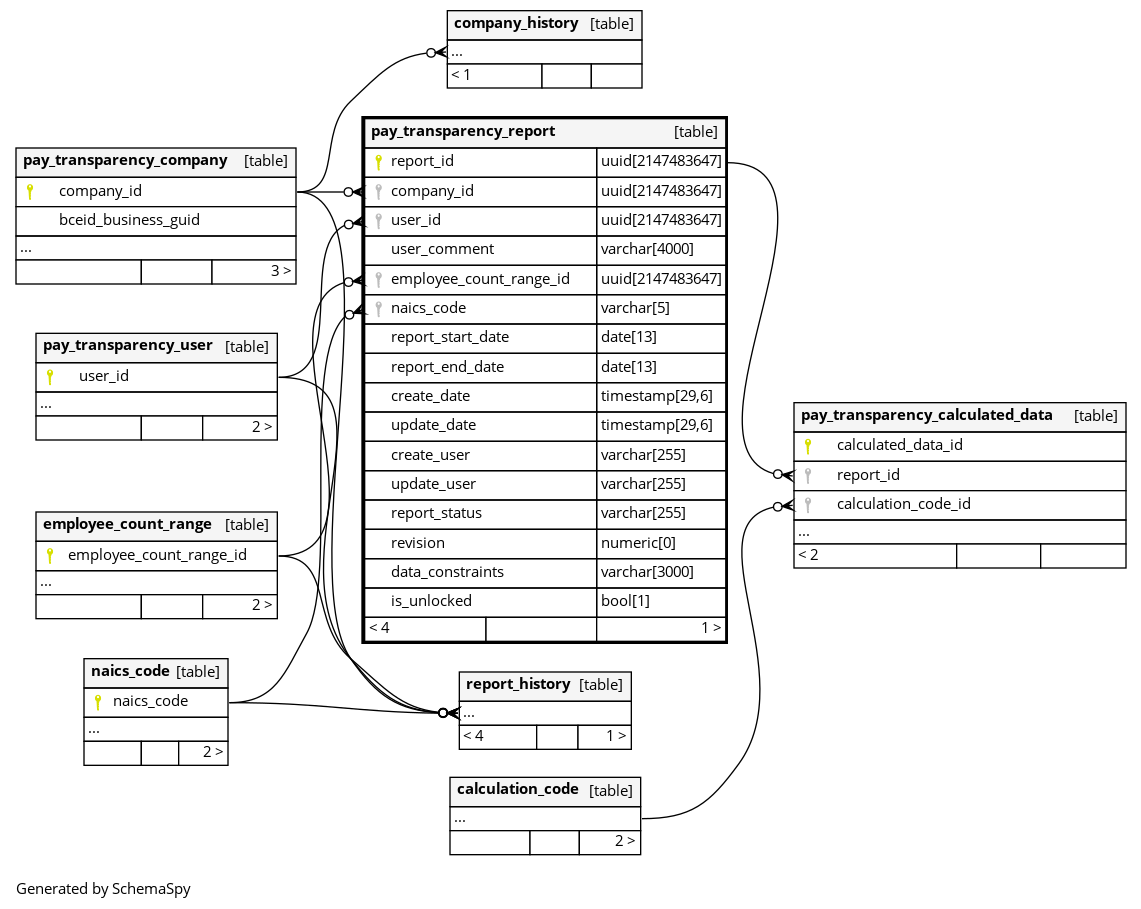 company_history [table]
...
< 1
pay_transparency_report [table]
report_id uuid[2147483647]
company_id uuid[2147483647]
user_id uuid[2147483647]
user_comment varchar[4000]
employee_count_range_id uuid[2147483647]
naics_code varchar[5]
report_start_date date[13]
report_end_date date[13]
create_date timestamp[29,6]
update_date timestamp[29,6]
create_user varchar[255]
update_user varchar[255]
report_status varchar[255]
revision numeric[0]
data_constraints varchar[3000]
is_unlocked bool[1]
< 4 1 >
pay_transparency_company [table]
company_id
bceid_business_guid
...
3 >
pay_transparency_user [table]
user_id
...
2 >
employee_count_range [table]
employee_count_range_id
...
2 >
naics_code [table]
naics_code
...
2 >
pay_transparency_calculated_data [table]
calculated_data_id
report_id
calculation_code_id
...
< 2
report_history [table]
...
< 4 1 >
calculation_code [table]
...
2 >
Generated by SchemaSpy